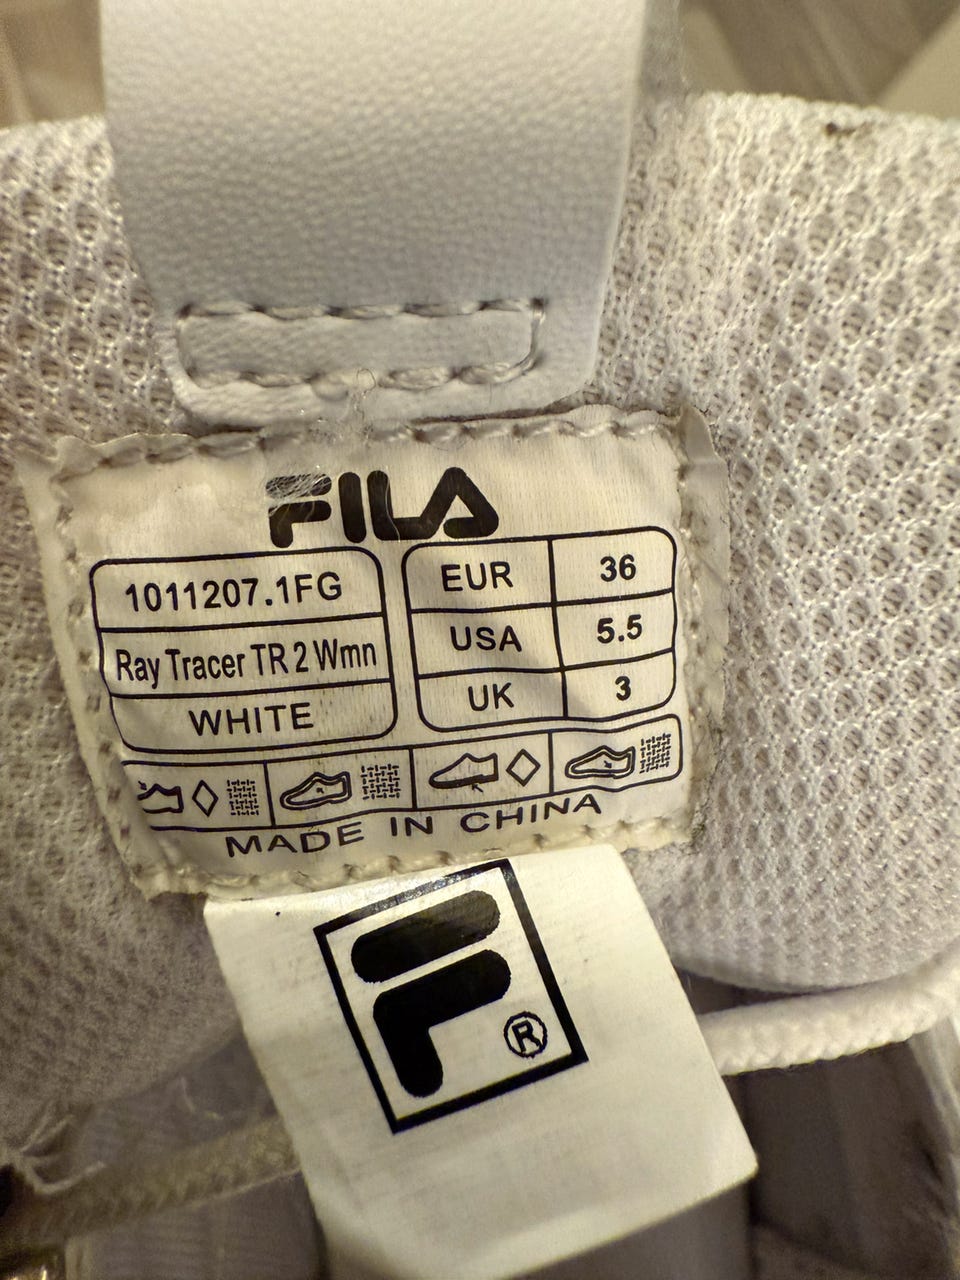 FILA
1011207.1FG
Ray Tracer TR 2 Wmn
WHITE
EUR 36
USA 5.5
UK 3
MADE IN CHINA
F ®